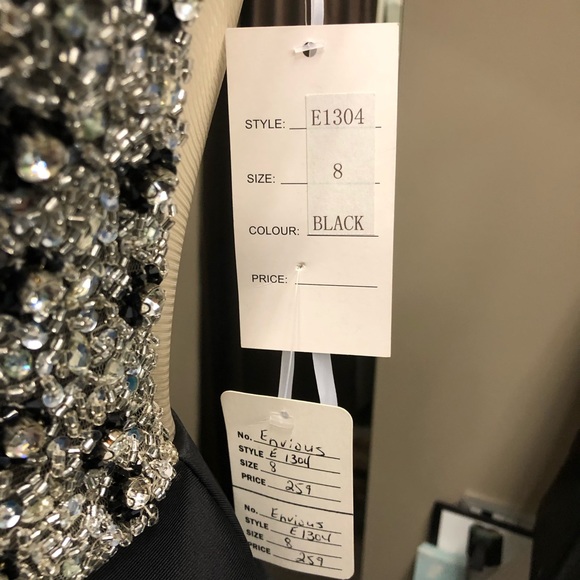 STYLE: E1304
SIZE: 8
COLOUR: BLACK
PRICE:
No. Envious
STYLE E 1304
SIZE 8
PRICE 259
No. Envious
STYLE E1304
SIZE 8
PRICE 259